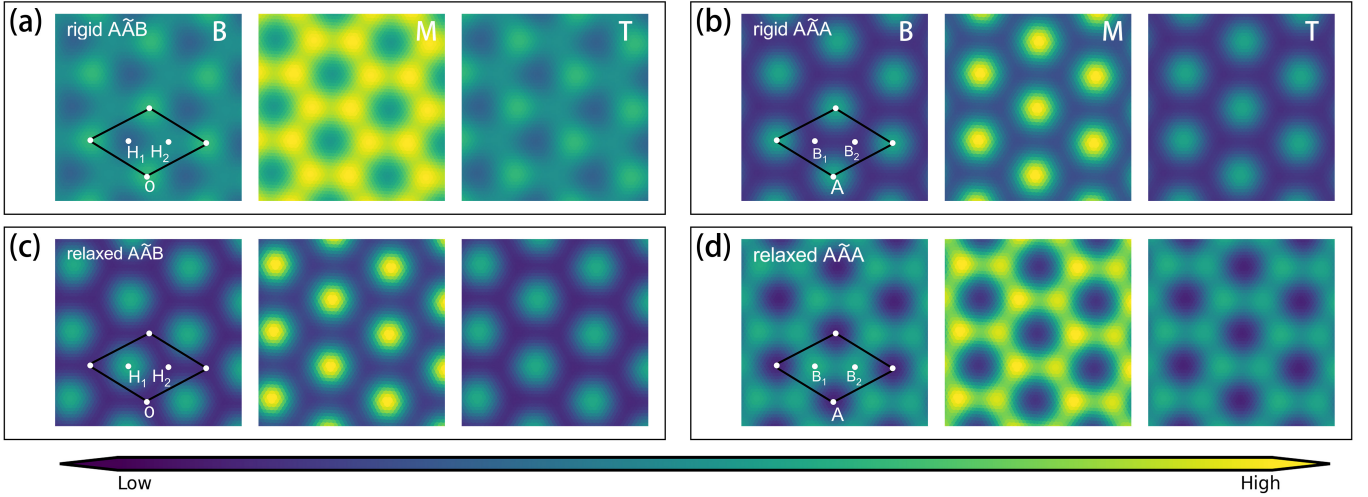 (a) rigid AÃB B M T
H₁ H₂
O
(b) rigid AÃA B M T
B₁ B₂
A
(c) relaxed AÃB
H₁ H₂
O
(d) relaxed AÃA
B₁ B₂
A
Low High